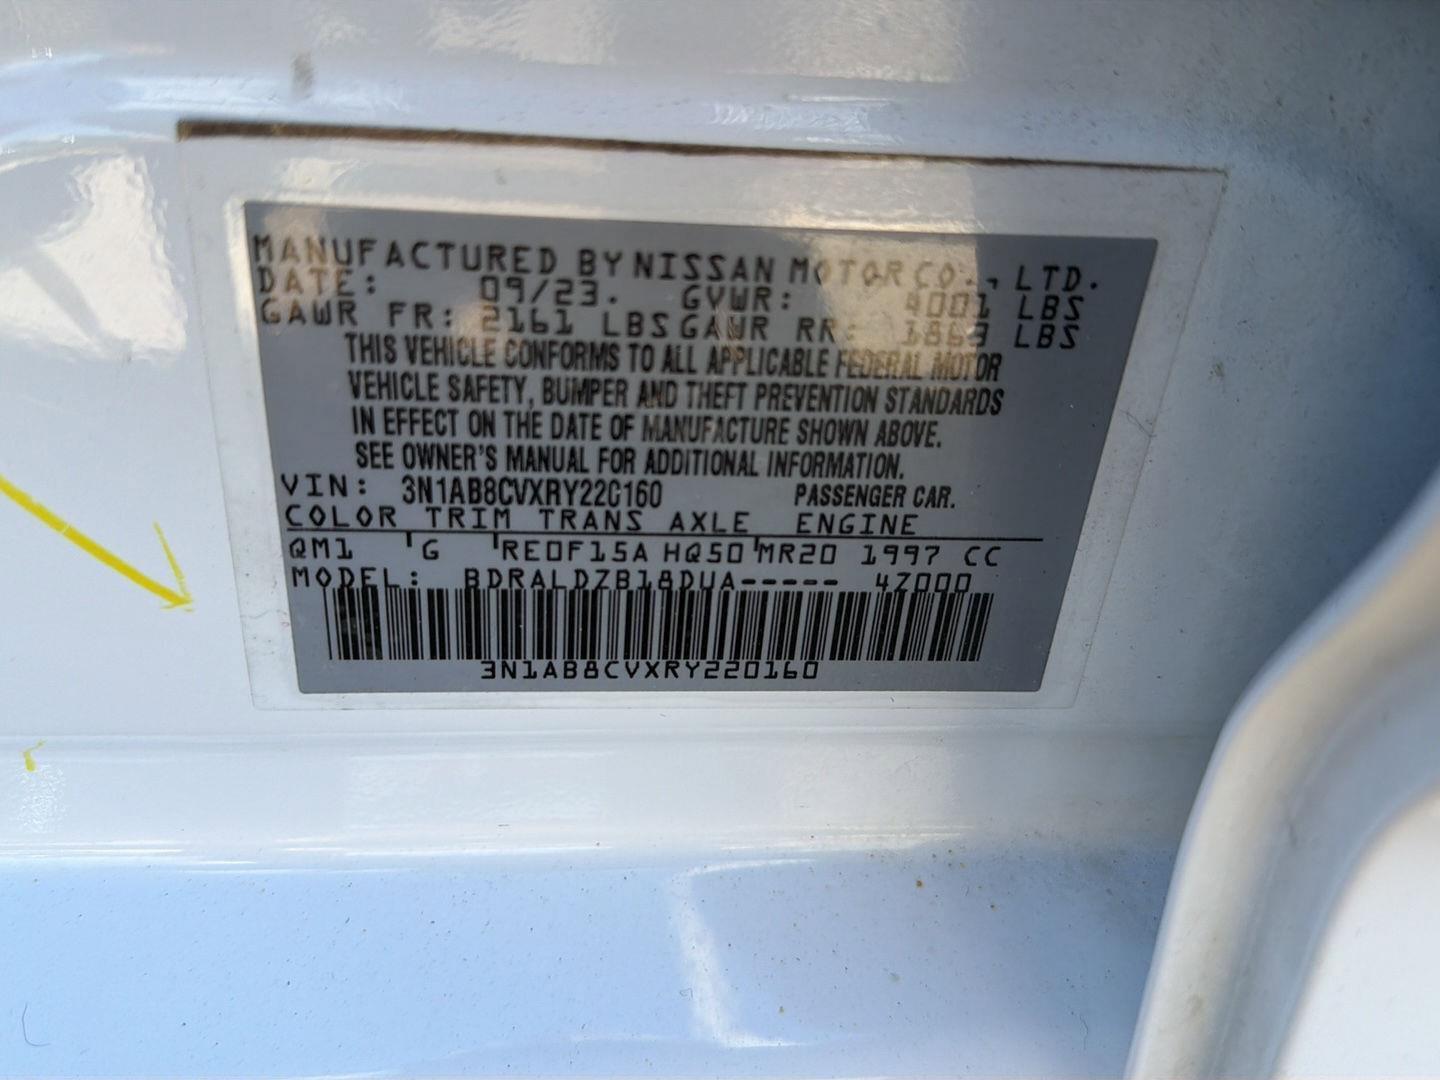 MANUFACTURED BY NISSAN MOTOR CO., LTD.
DATE: 09/23. GVWR: 4001 LBS
GAWR FR: 2161 LBS GAWR RR: 1863 LBS
THIS VEHICLE CONFORMS TO ALL APPLICABLE FEDERAL MOTOR
VEHICLE SAFETY, BUMPER AND THEFT PREVENTION STANDARDS
IN EFFECT ON THE DATE OF MANUFACTURE SHOWN ABOVE.
SEE OWNER'S MANUAL FOR ADDITIONAL INFORMATION.
VIN: 3N1AB8CVXRY220160 PASSENGER CAR.
COLOR TRIM TRANS AXLE ENGINE
QM1 G RE0F15A HQ50 MR20 1997 CC
MODEL: BDRALDZB18DUA----- 4Z000
3N1AB8CVXRY220160